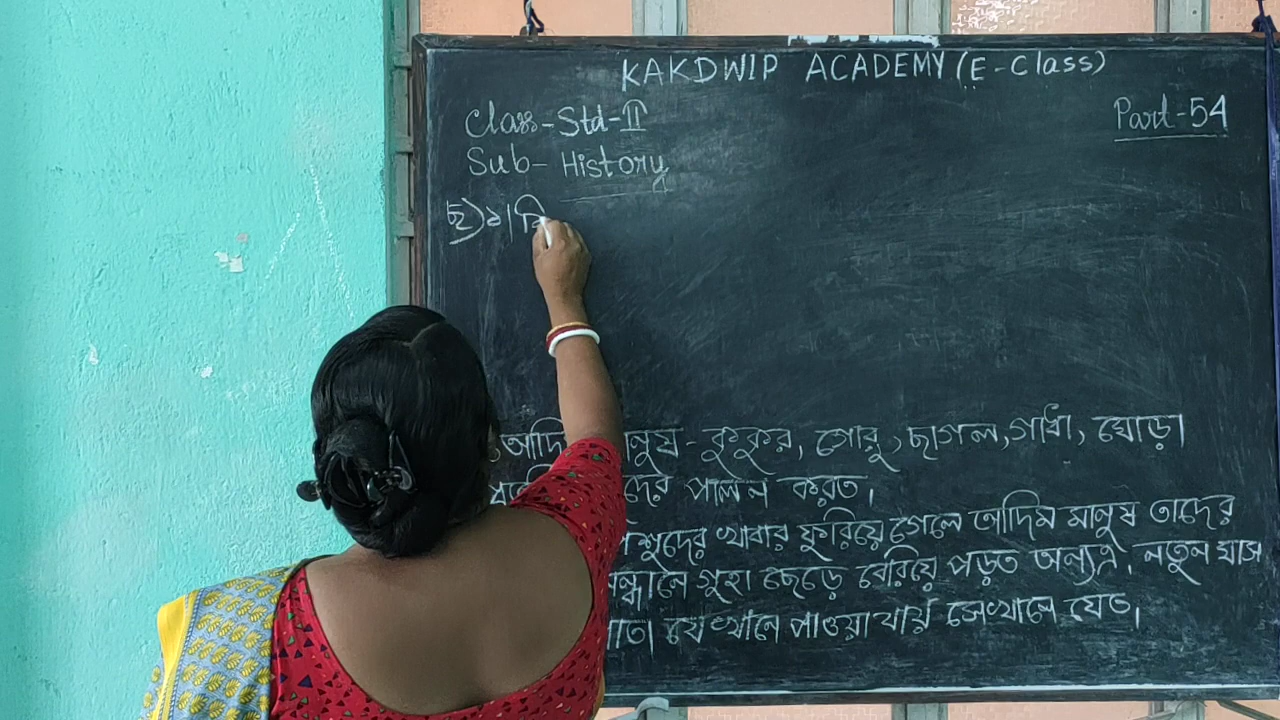 KAKDWIP ACADEMY (E-Class)
Class-Std-II
Part-54
Sub- History
ছ) ১।
আদি মানুষ - কুকুর, গোরু, ছাগল, গাধা, ঘোড়া
দের পালন করত।
পশুদের খাবার ফুরিয়ে গেলে আদিম মানুষ তাদের
সন্ধানে গুহা ছেড়ে বেরিয়ে পড়ত অন্যত্র, নতুন ঘাস
যেখানে পাওয়া যায় সেখানে যেত।